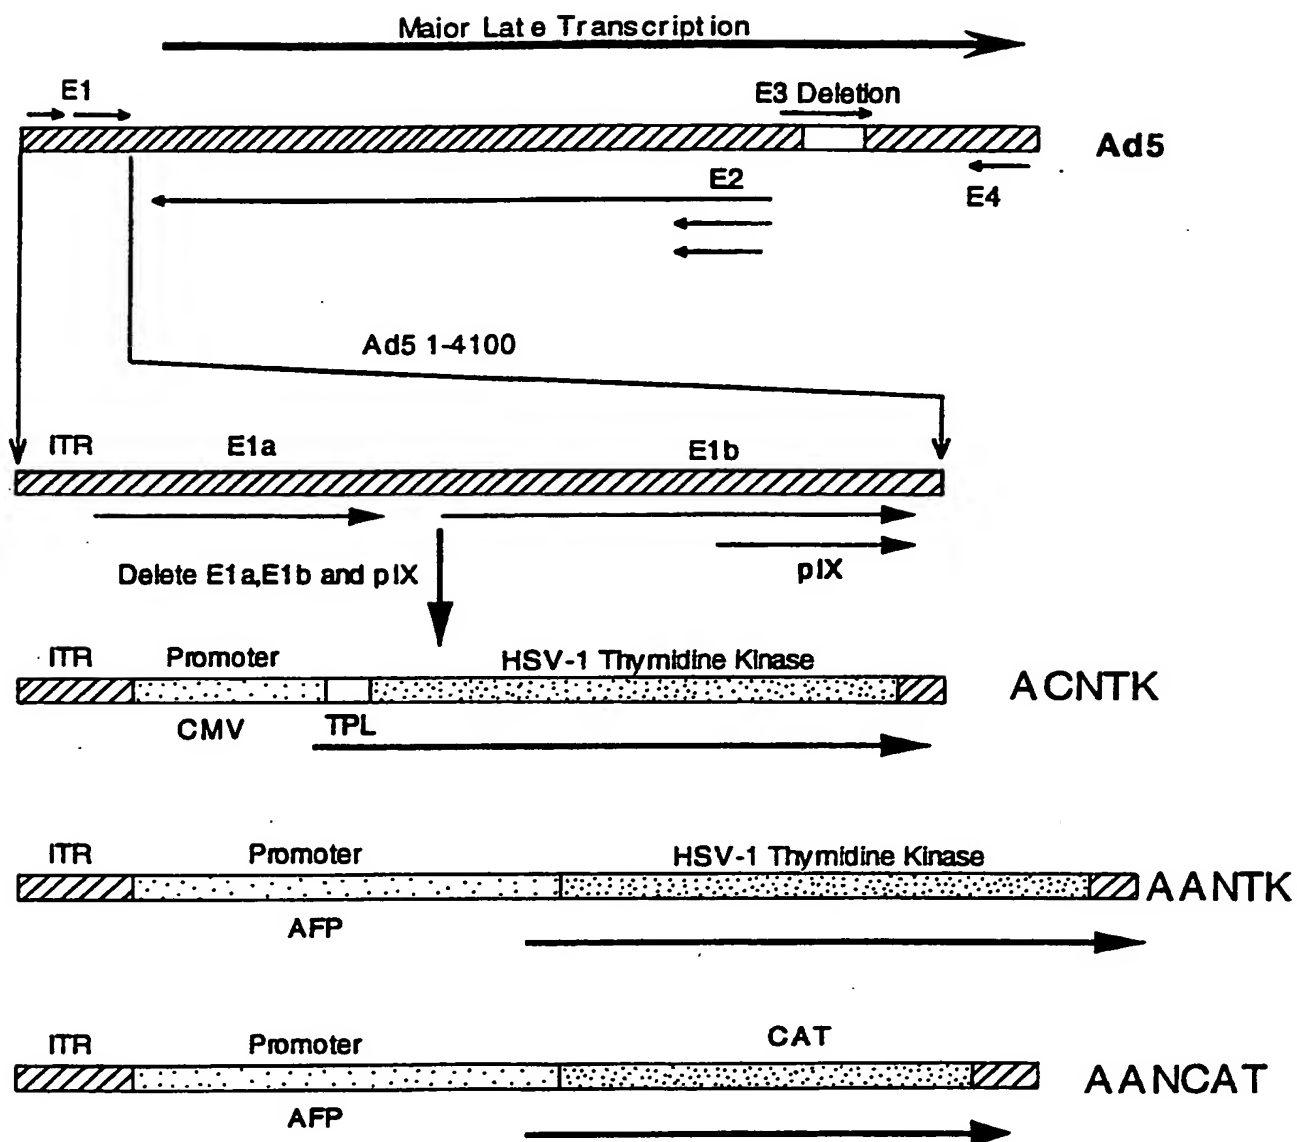 Maior Late Transcription
E1
E3 Deletion
Ad5
E2
E4
Ad5 1-4100
ITR E1a E1b
pIX
Delete E1a,E1b and pIX
ITR Promoter HSV-1 Thymidine Kinase
ACNTK
CMV TPL
ITR Promoter HSV-1 Thymidine Kinase
AANTK
AFP
ITR Promoter CAT
AANCAT
AFP